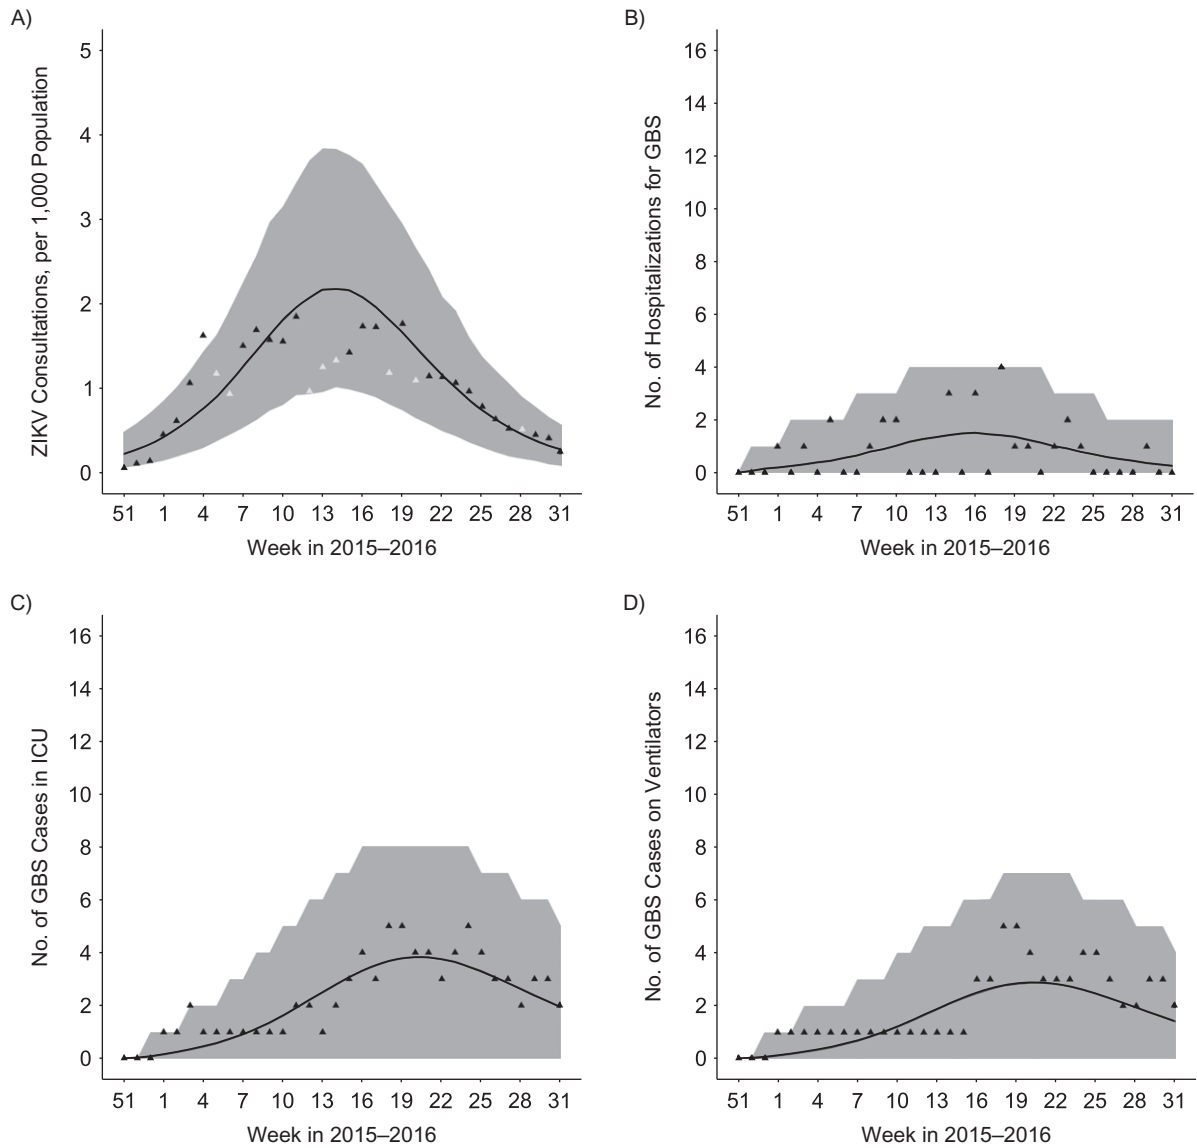 A)
ZIKV Consultations, per 1,000 Population
5
4
3
2
1
0
51 1 4 7 10 13 16 19 22 25 28 31
Week in 2015–2016
B)
No. of Hospitalizations for GBS
16
14
12
10
8
6
4
2
0
51 1 4 7 10 13 16 19 22 25 28 31
Week in 2015–2016
C)
No. of GBS Cases in ICU
16
14
12
10
8
6
4
2
0
51 1 4 7 10 13 16 19 22 25 28 31
Week in 2015–2016
D)
No. of GBS Cases on Ventilators
16
14
12
10
8
6
4
2
0
51 1 4 7 10 13 16 19 22 25 28 31
Week in 2015–2016